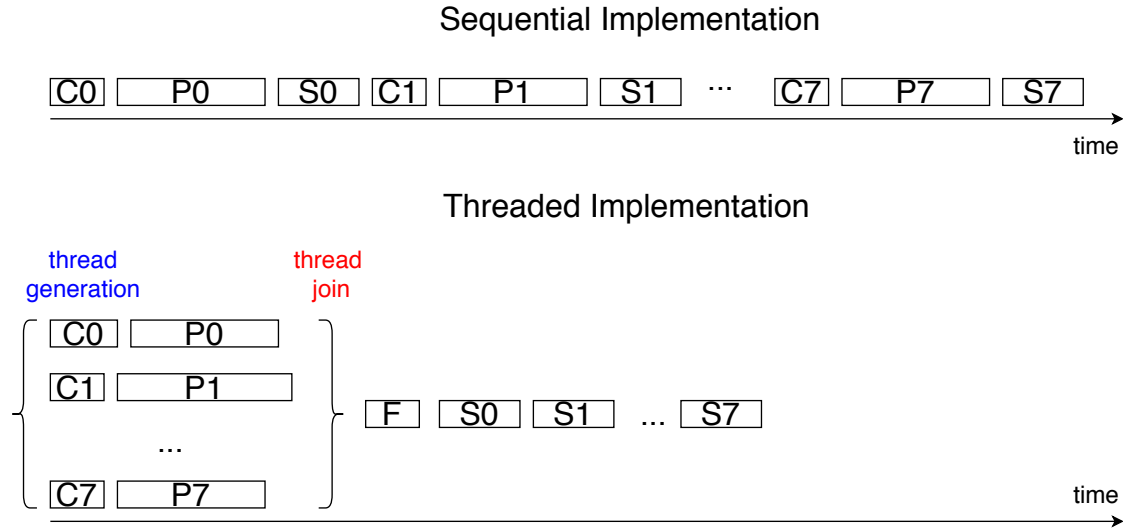 Sequential Implementation
C0 P0 S0 C1 P1 S1 ... C7 P7 S7
time
Threaded Implementation
thread
generation
thread
join
C0 P0
C1 P1
F S0 S1 ... S7
...
C7 P7
time